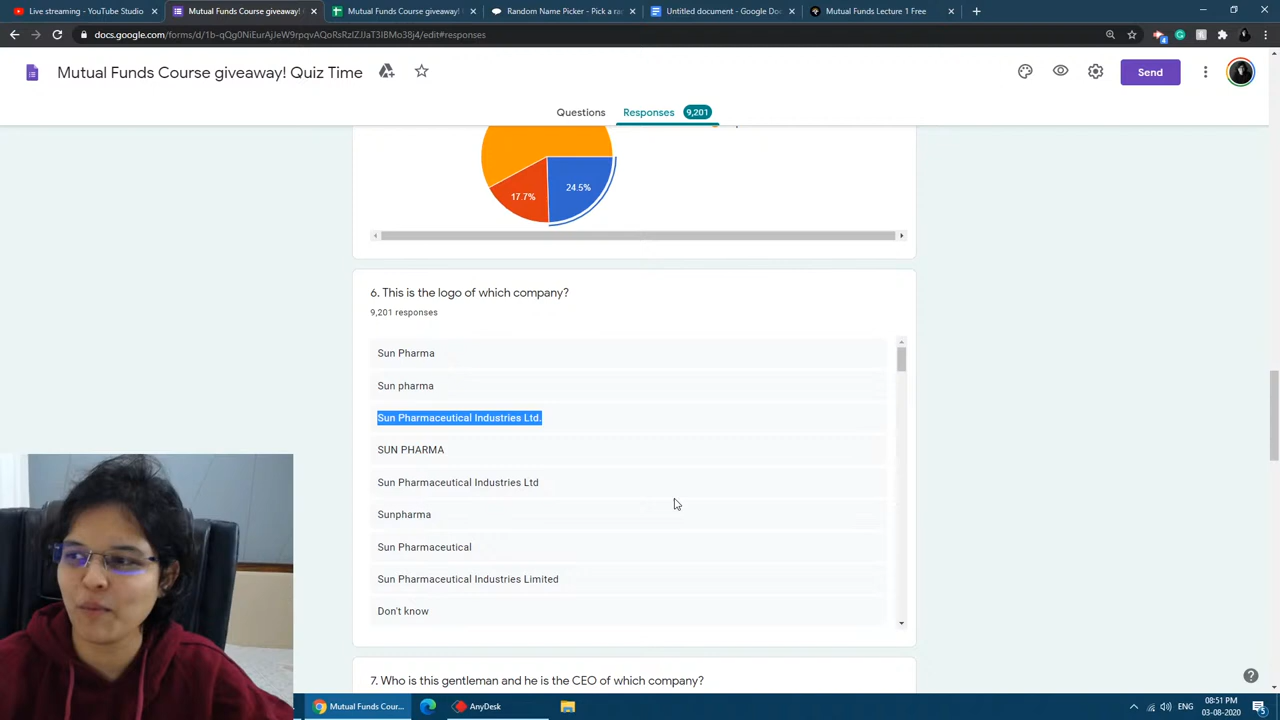 Live streaming - YouTube Studio
Mutual Funds Course giveaway!
Mutual Funds Course giveaway!
Random Name Picker - Pick a ra
Untitled document - Google Do
Mutual Funds Lecture 1 Free
docs.google.com/forms/d/1b-qQg0NiEurAjJeW9rpqvAQoRsRzIZJJaT3IBMo38j4/edit#responses
Mutual Funds Course giveaway! Quiz Time
Send
Questions
Responses 9,201
17.7%
24.5%
6. This is the logo of which company?
9,201 responses
Sun Pharma
Sun pharma
Sun Pharmaceutical Industries Ltd.
SUN PHARMA
Sun Pharmaceutical Industries Ltd
Sunpharma
Sun Pharmaceutical
Sun Pharmaceutical Industries Limited
Don't know
7. Who is this gentleman and he is the CEO of which company?
Mutual Funds Cour...
AnyDesk
ENG
08:51 PM
03-08-2020